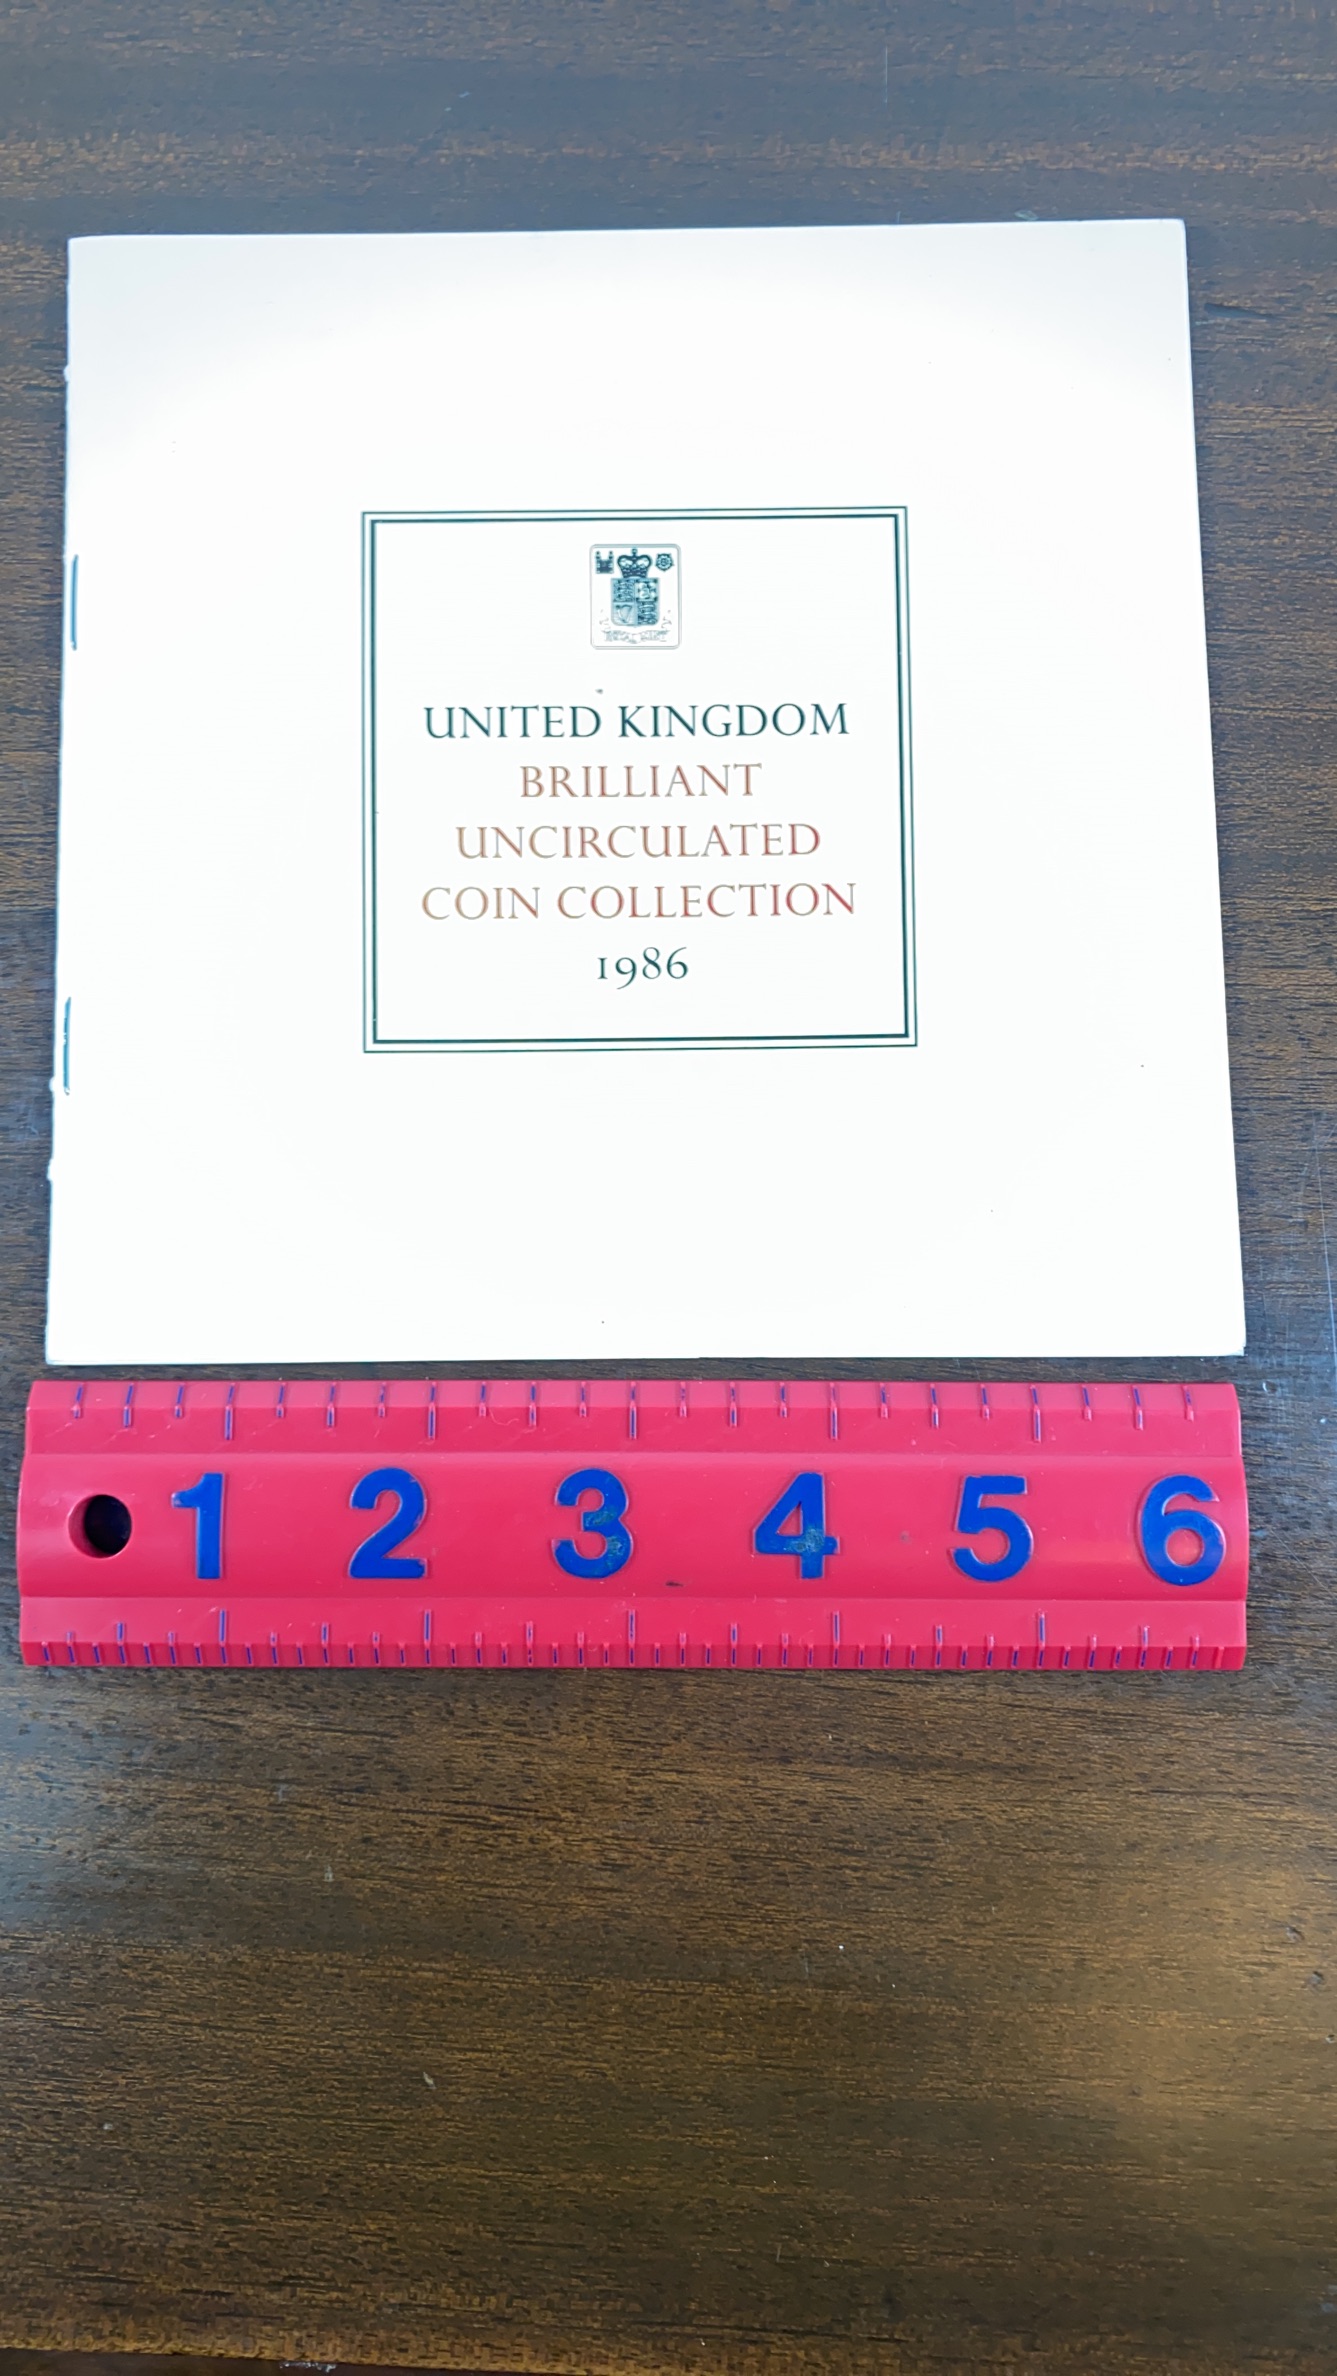 UNITED KINGDOM
BRILLIANT
UNCIRCULATED
COIN COLLECTION
1986
1 2 3 4 5 6